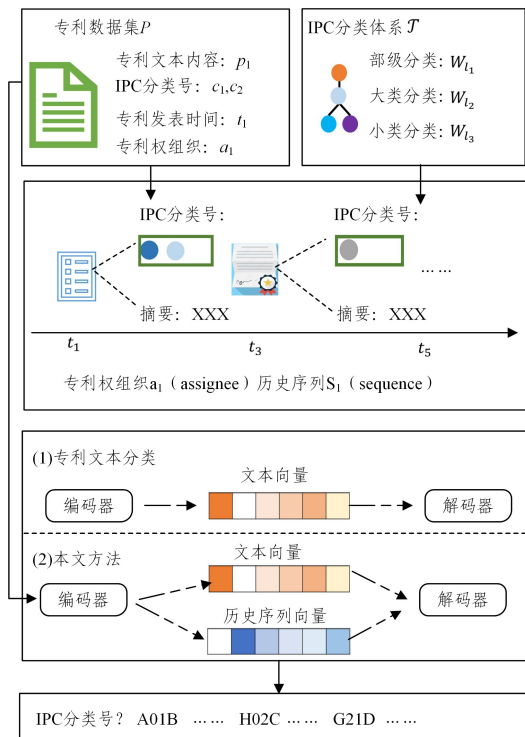 专利数据集P
专利文本内容：p₁
IPC分类号：c₁,c₂
专利发表时间：t₁
专利权组织：a₁
IPC分类体系𝒯
部级分类：W_{l₁}
大类分类：W_{l₂}
小类分类：W_{l₃}
IPC分类号：
IPC分类号：
……
摘要：XXX
摘要：XXX
t₁
t₃
t₅
专利权组织a₁（assignee）历史序列S₁（sequence）
(1)专利文本分类
文本向量
编码器
解码器
(2)本文方法
文本向量
编码器
解码器
历史序列向量
IPC分类号？ A01B …… H02C …… G21D ……